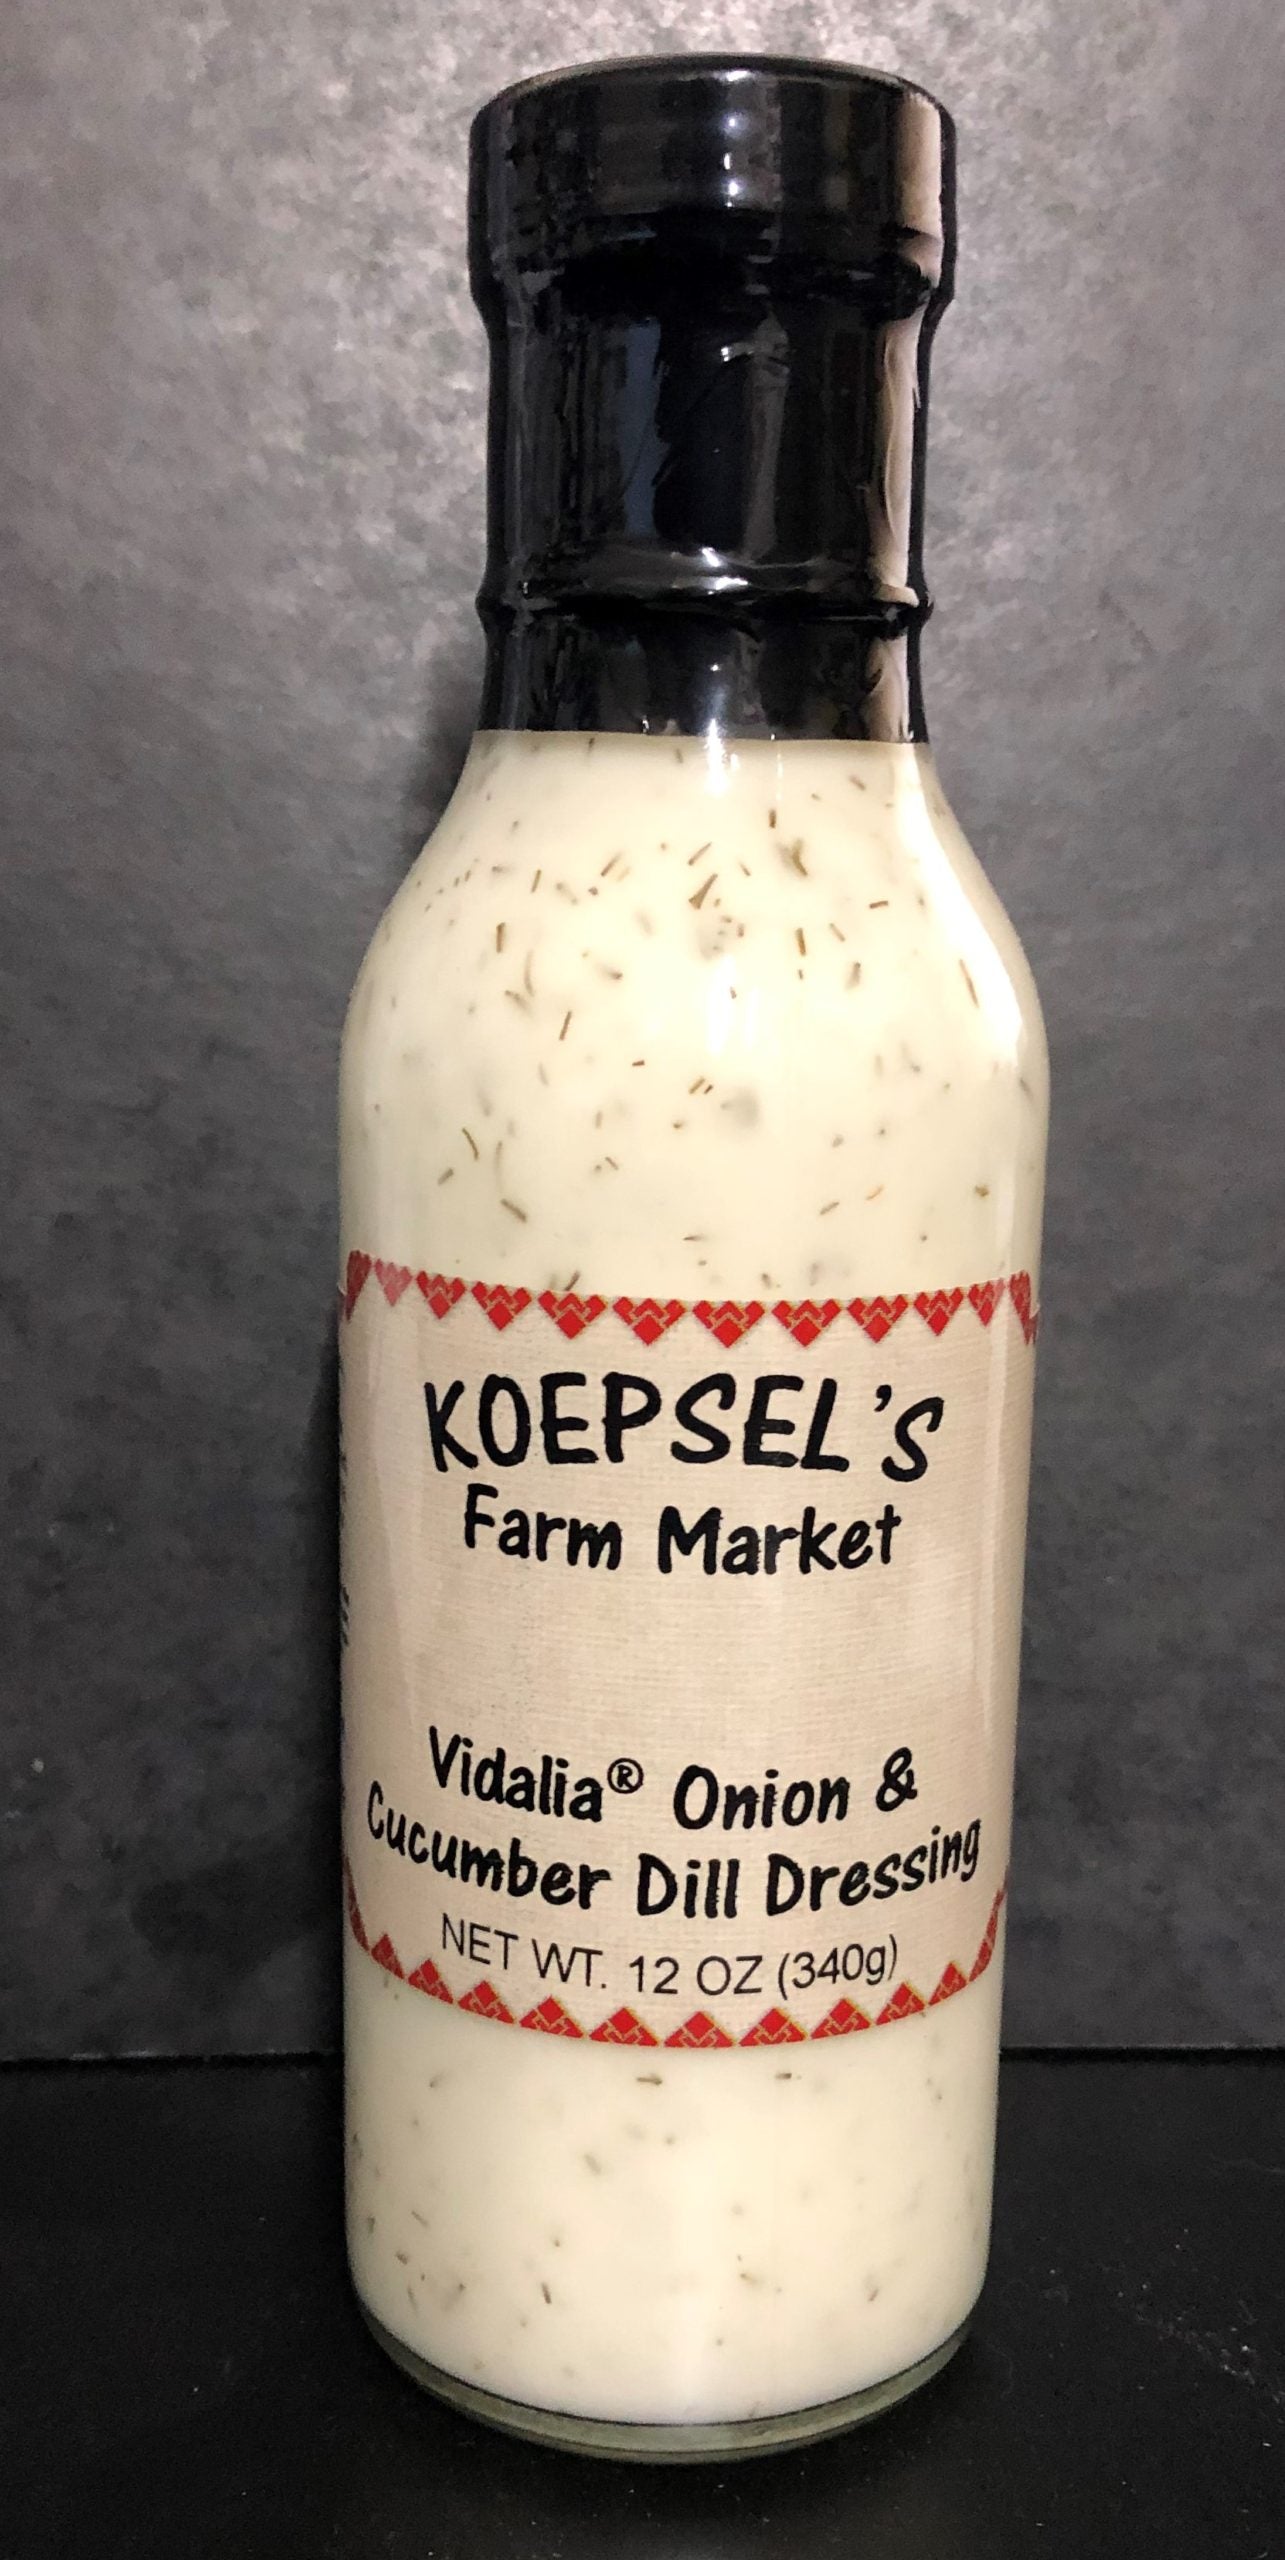 KOEPSEL'S
Farm Market
Vidalia® Onion &
Cucumber Dill Dressing
NET WT. 12 OZ (340g)